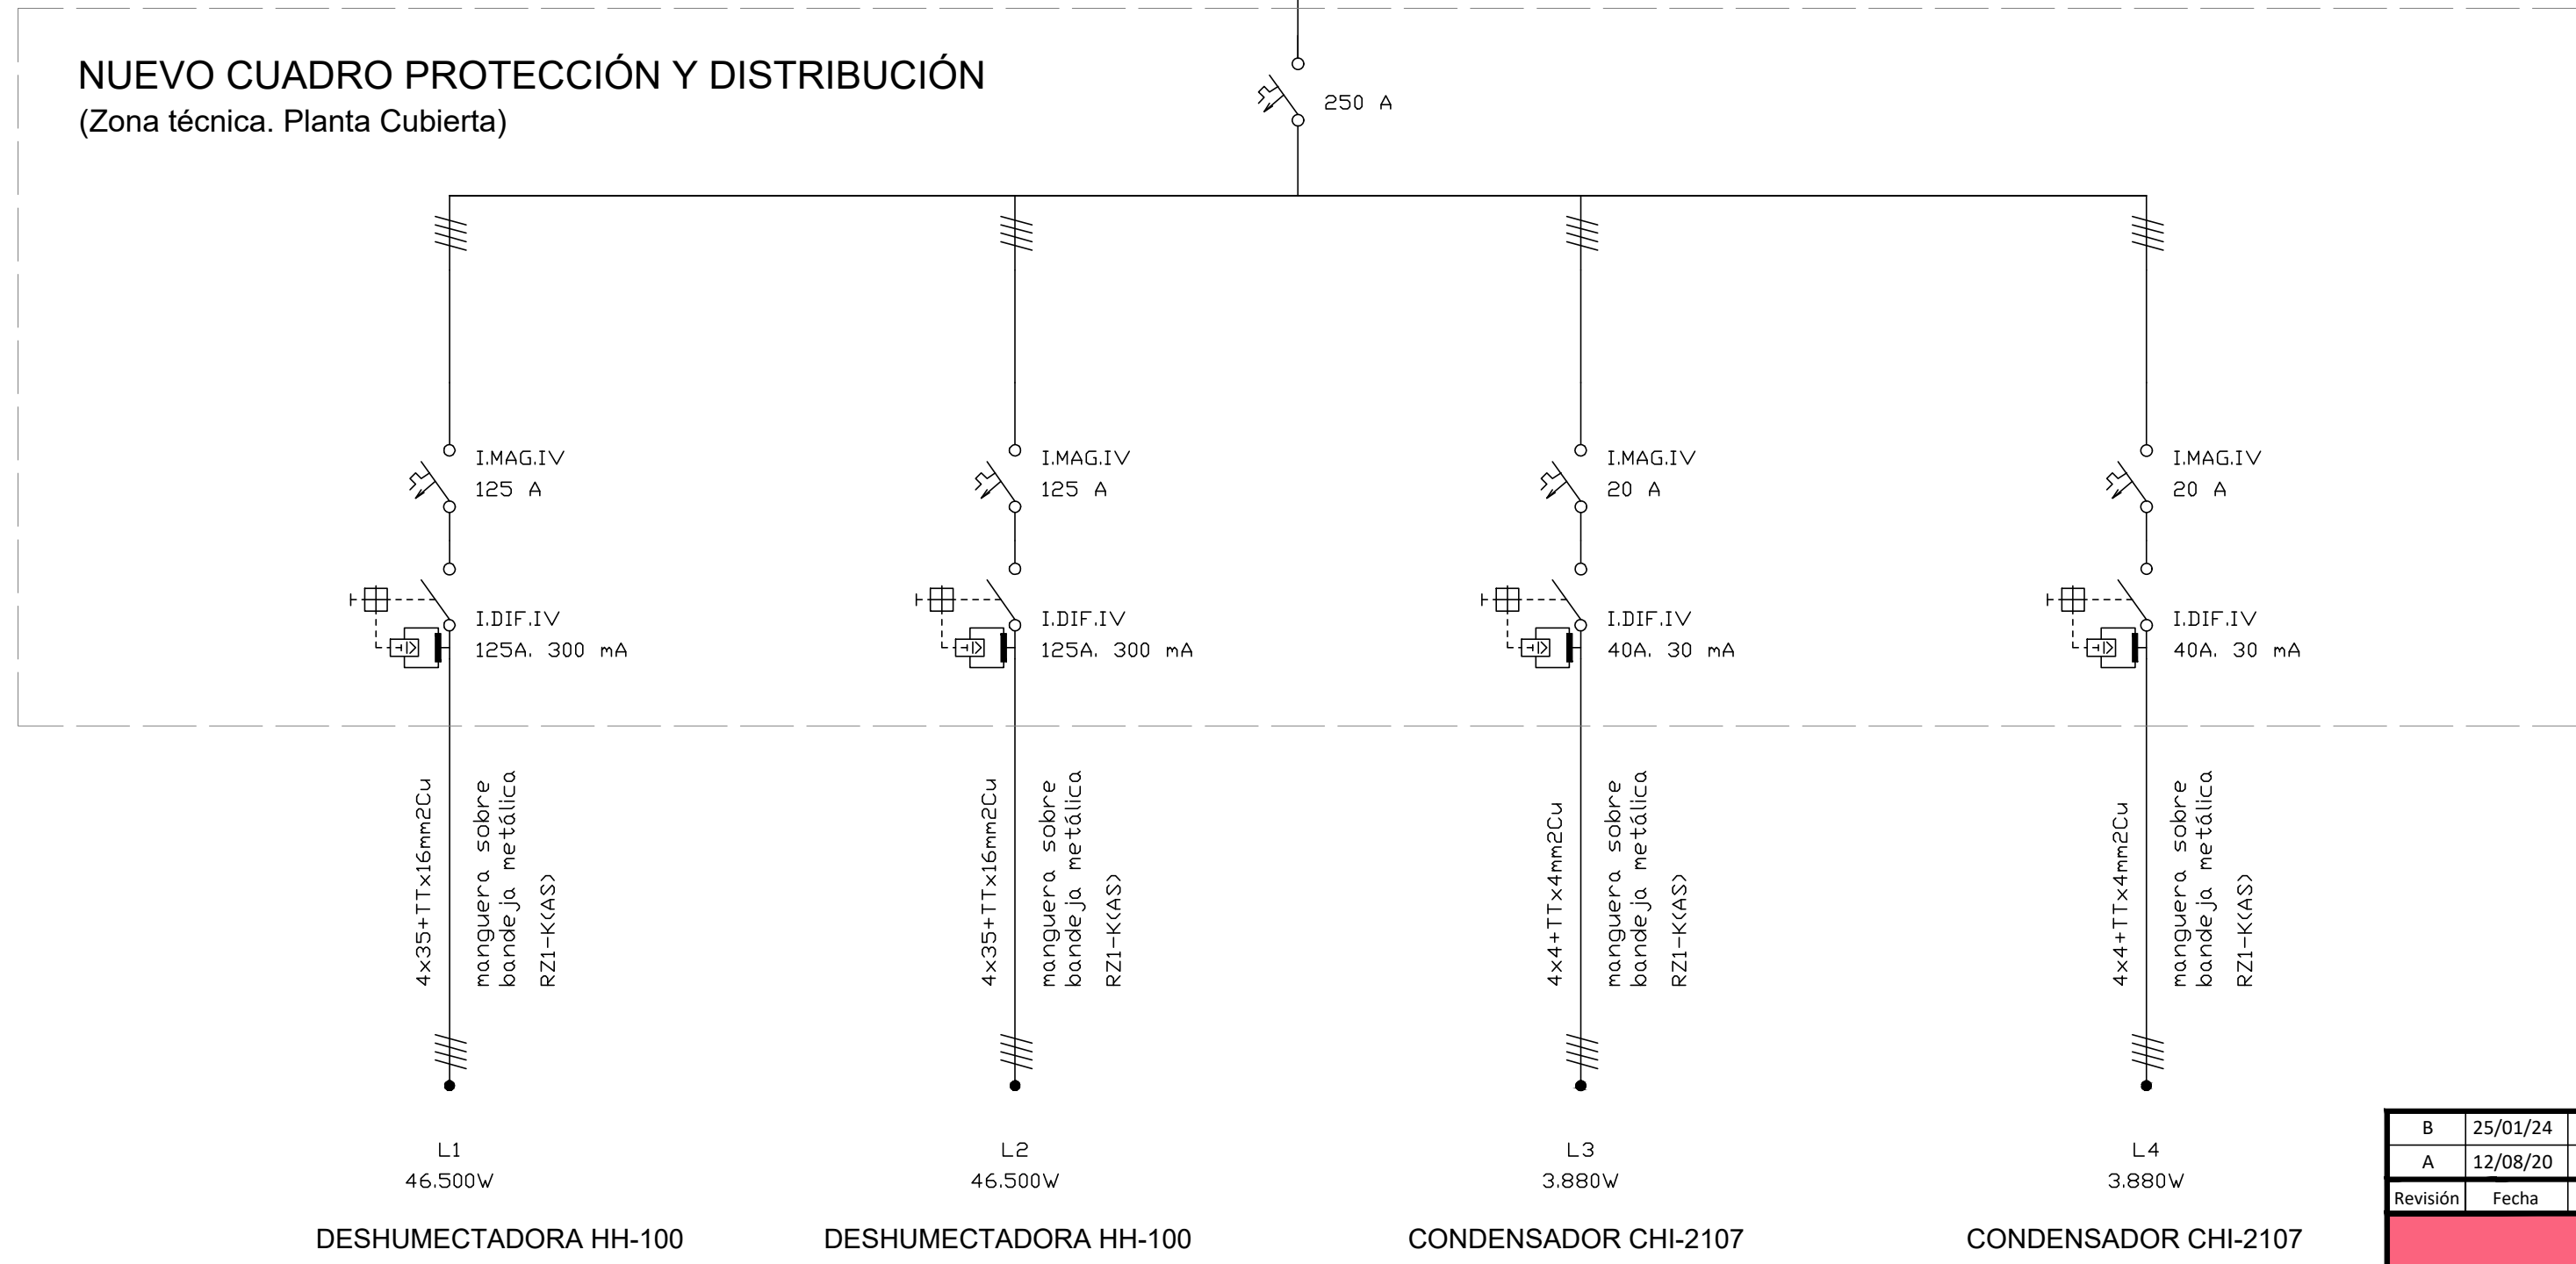 NUEVO CUADRO PROTECCIÓN Y DISTRIBUCIÓN
(Zona técnica. Planta Cubierta)
250 A
I.MAG.IV
125 A
I.MAG.IV
125 A
I.MAG.IV
20 A
I.MAG.IV
20 A
I.DIF.IV
125A. 300 mA
I.DIF.IV
125A. 300 mA
I.DIF.IV
40A. 30 mA
I.DIF.IV
40A. 30 mA
4x35+TTx16mm2Cu
manguera sobre
bandeja metálica
RZ1-K(AS)
4x35+TTx16mm2Cu
manguera sobre
bandeja metálica
RZ1-K(AS)
4x4+TTx4mm2Cu
manguera sobre
bandeja metálica
RZ1-K(AS)
4x4+TTx4mm2Cu
manguera sobre
bandeja metálica
RZ1-K(AS)
L1
46.500W
DESHUMECTADORA HH-100
L2
46.500W
DESHUMECTADORA HH-100
L3
3.880W
CONDENSADOR CHI-2107
L4
3.880W
CONDENSADOR CHI-2107
B 25/01/24
A 12/08/20
Revisión Fecha